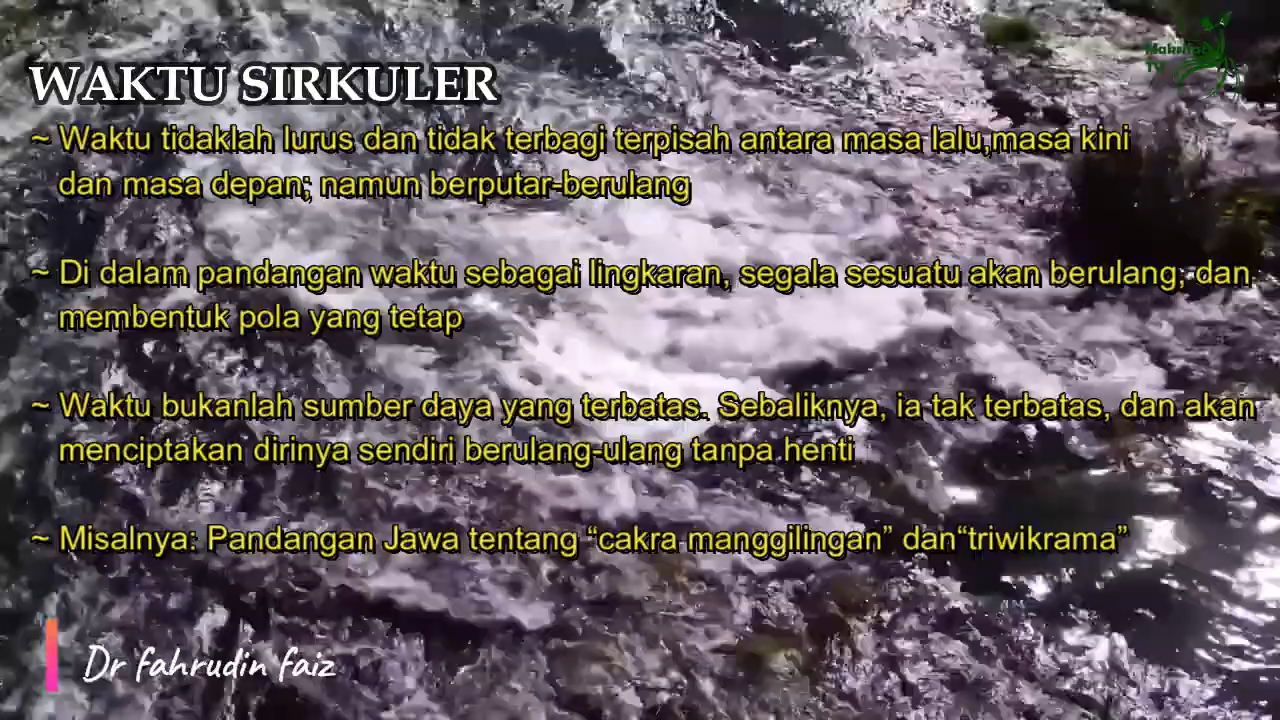 WAKTU SIRKULER
~ Waktu tidaklah lurus dan tidak terbagi terpisah antara masa lalu,masa kini
dan masa depan; namun berputar-berulang
~ Di dalam pandangan waktu sebagai lingkaran, segala sesuatu akan berulang; dan
membentuk pola yang tetap
~ Waktu bukanlah sumber daya yang terbatas. Sebaliknya, ia tak terbatas, dan akan
menciptakan dirinya sendiri berulang-ulang tanpa henti
~ Misalnya: Pandangan Jawa tentang “cakra manggilingan” dan“triwikrama”
Dr fahrudin faiz